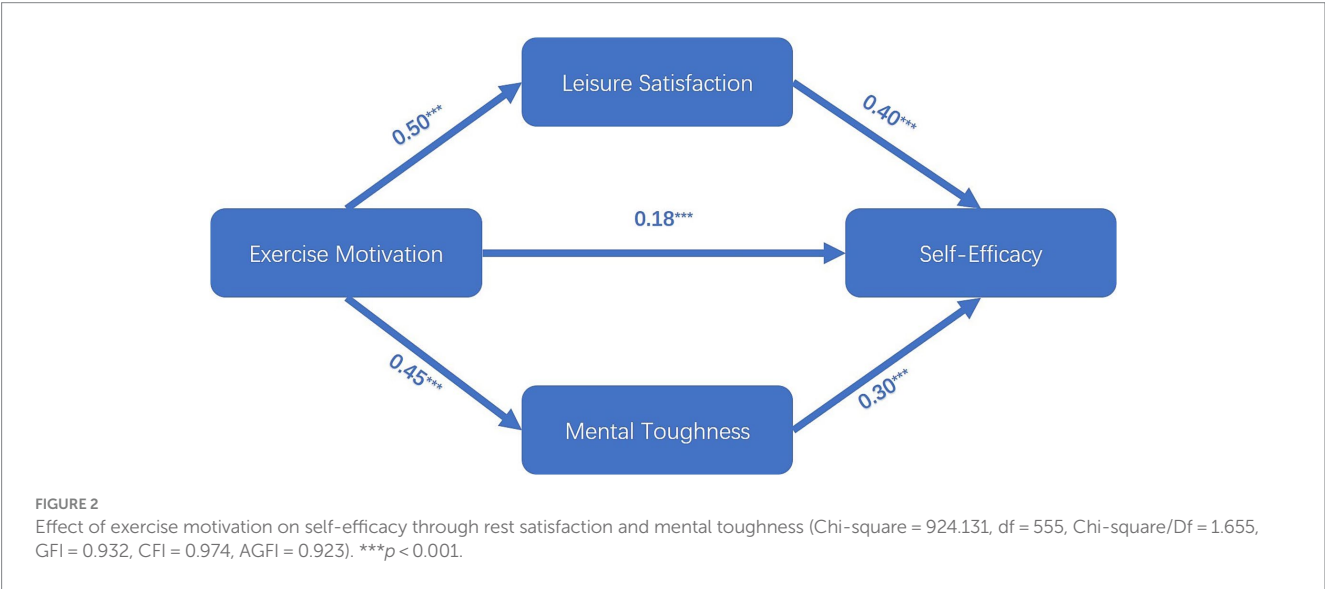 Leisure Satisfaction
0.50***
0.40***
0.18***
Exercise Motivation
Self-Efficacy
0.45***
0.30***
Mental Toughness
FIGURE 2
Effect of exercise motivation on self-efficacy through rest satisfaction and mental toughness (Chi-square = 924.131, df = 555, Chi-square/Df = 1.655,
GFI = 0.932, CFI = 0.974, AGFI = 0.923). ***p < 0.001.